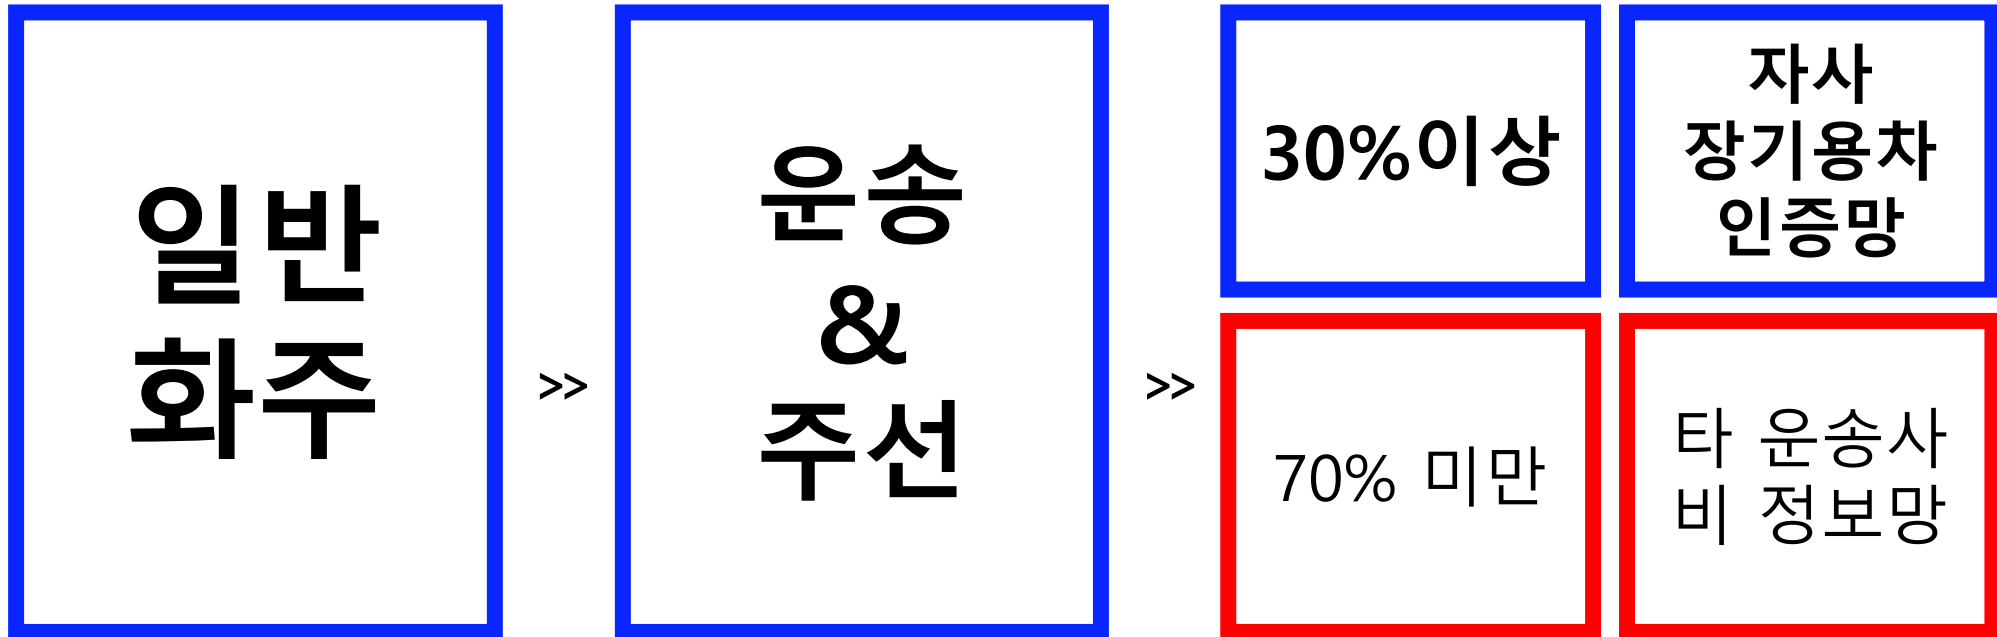 일반
화주
>>
운송
&
주선
>>
30%이상
자사
장기용차
인증망
70% 미만
타 운송사
비 정보망